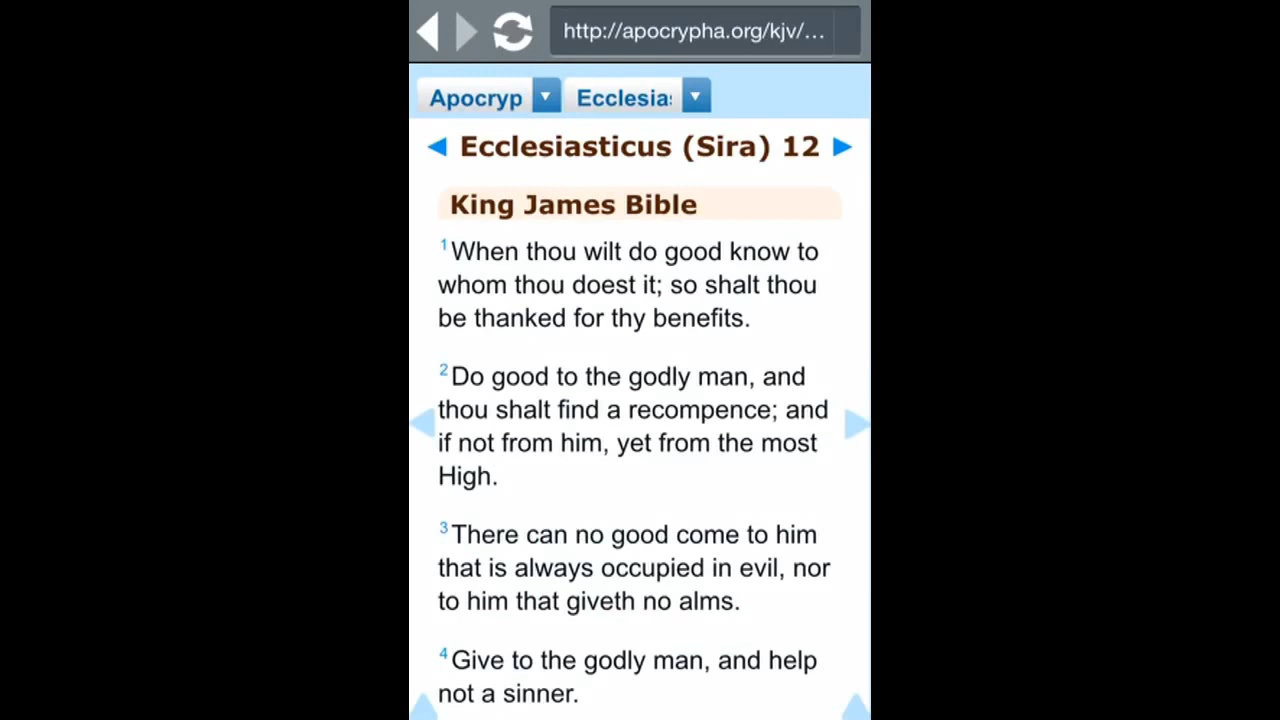 http://apocrypha.org/kjv/...
Apocryp Ecclesia
Ecclesiasticus (Sira) 12
King James Bible
1 When thou wilt do good know to
whom thou doest it; so shalt thou
be thanked for thy benefits.
2 Do good to the godly man, and
thou shalt find a recompence; and
if not from him, yet from the most
High.
3 There can no good come to him
that is always occupied in evil, nor
to him that giveth no alms.
4 Give to the godly man, and help
not a sinner.